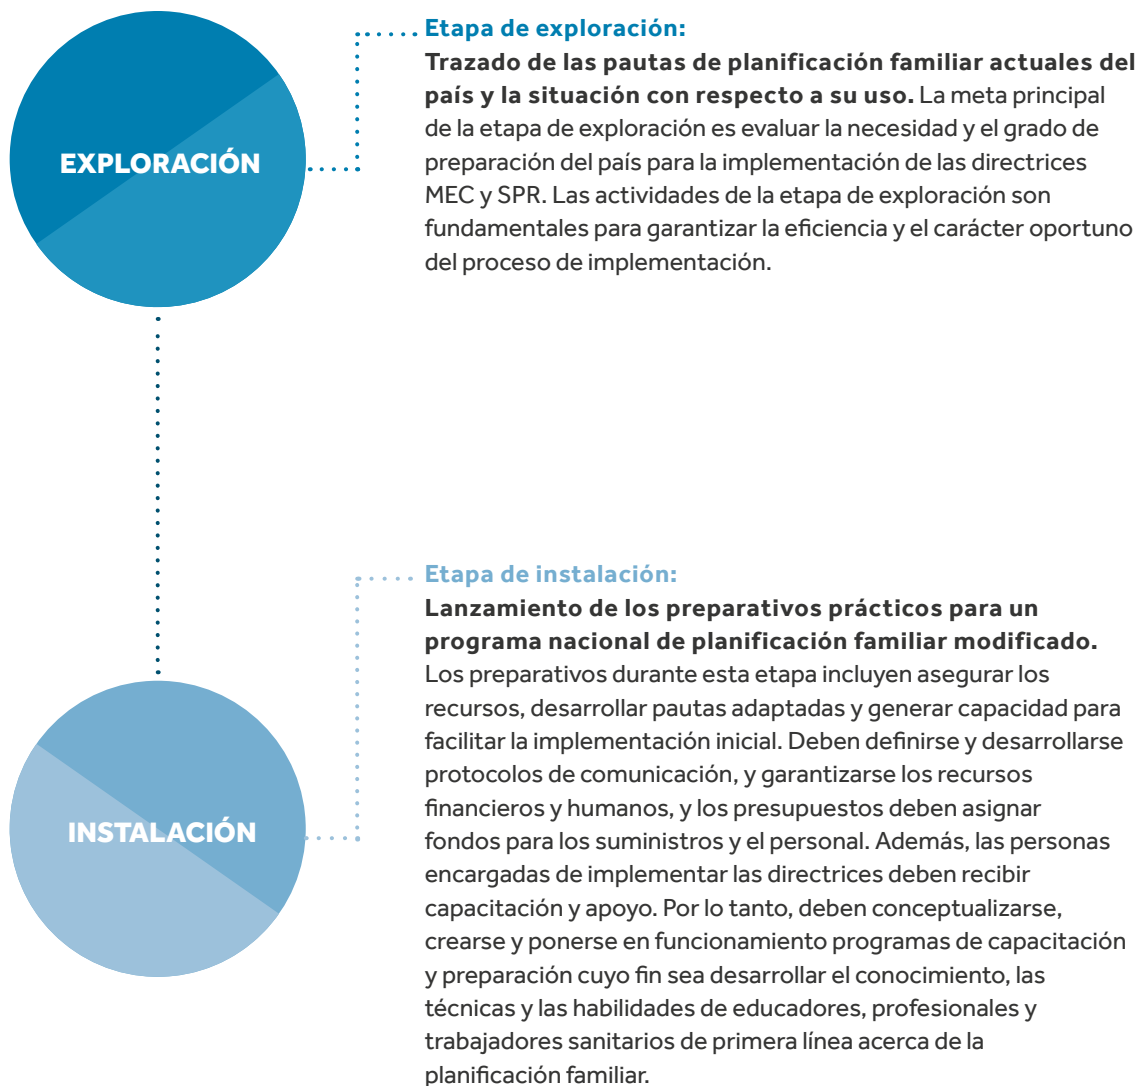 EXPLORACIÓN
Etapa de exploración:
Trazado de las pautas de planificación familiar actuales del
país y la situación con respecto a su uso. La meta principal
de la etapa de exploración es evaluar la necesidad y el grado de
preparación del país para la implementación de las directrices
MEC y SPR. Las actividades de la etapa de exploración son
fundamentales para garantizar la eficiencia y el carácter oportuno
del proceso de implementación.
INSTALACIÓN
Etapa de instalación:
Lanzamiento de los preparativos prácticos para un
programa nacional de planificación familiar modificado.
Los preparativos durante esta etapa incluyen asegurar los
recursos, desarrollar pautas adaptadas y generar capacidad para
facilitar la implementación inicial. Deben definirse y desarrollarse
protocolos de comunicación, y garantizarse los recursos
financieros y humanos, y los presupuestos deben asignar
fondos para los suministros y el personal. Además, las personas
encargadas de implementar las directrices deben recibir
capacitación y apoyo. Por lo tanto, deben conceptualizarse,
crearse y ponerse en funcionamiento programas de capacitación
y preparación cuyo fin sea desarrollar el conocimiento, las
técnicas y las habilidades de educadores, profesionales y
trabajadores sanitarios de primera línea acerca de la
planificación familiar.